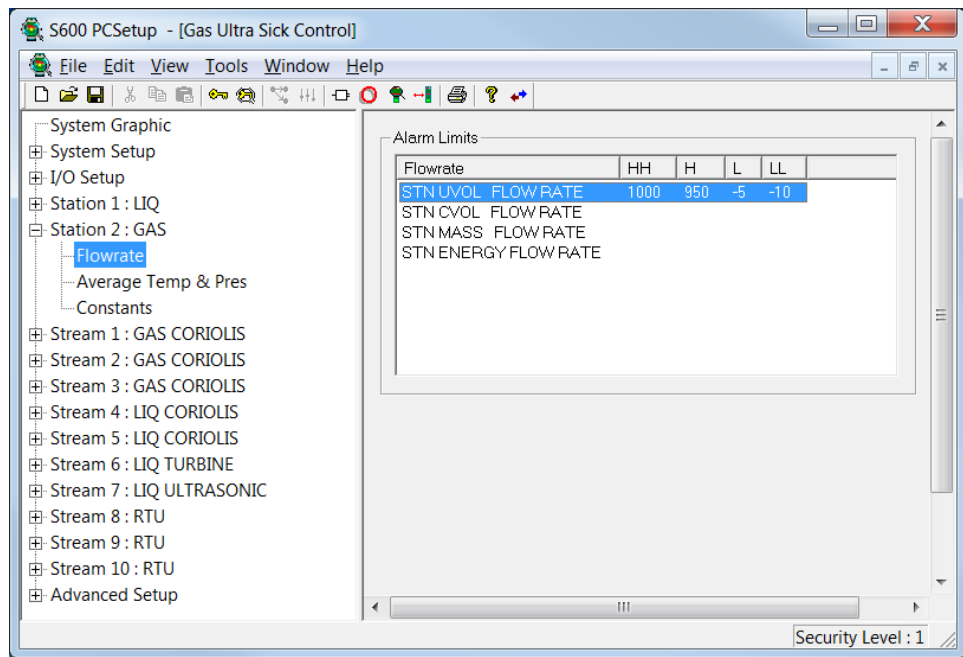 S600 PCSetup - [Gas Ultra Sick Control]
File Edit View Tools Window Help
System Graphic
System Setup
I/O Setup
Station 1 : LIQ
Station 2 : GAS
Flowrate
Average Temp & Pres
Constants
Stream 1 : GAS CORIOLIS
Stream 2 : GAS CORIOLIS
Stream 3 : GAS CORIOLIS
Stream 4 : LIQ CORIOLIS
Stream 5 : LIQ CORIOLIS
Stream 6 : LIQ TURBINE
Stream 7 : LIQ ULTRASONIC
Stream 8 : RTU
Stream 9 : RTU
Stream 10 : RTU
Advanced Setup
Alarm Limits
Flowrate HH H L LL
STN UVOL FLOW RATE 1000 950 -5 -10
STN CVOL FLOW RATE
STN MASS FLOW RATE
STN ENERGY FLOW RATE
Security Level : 1